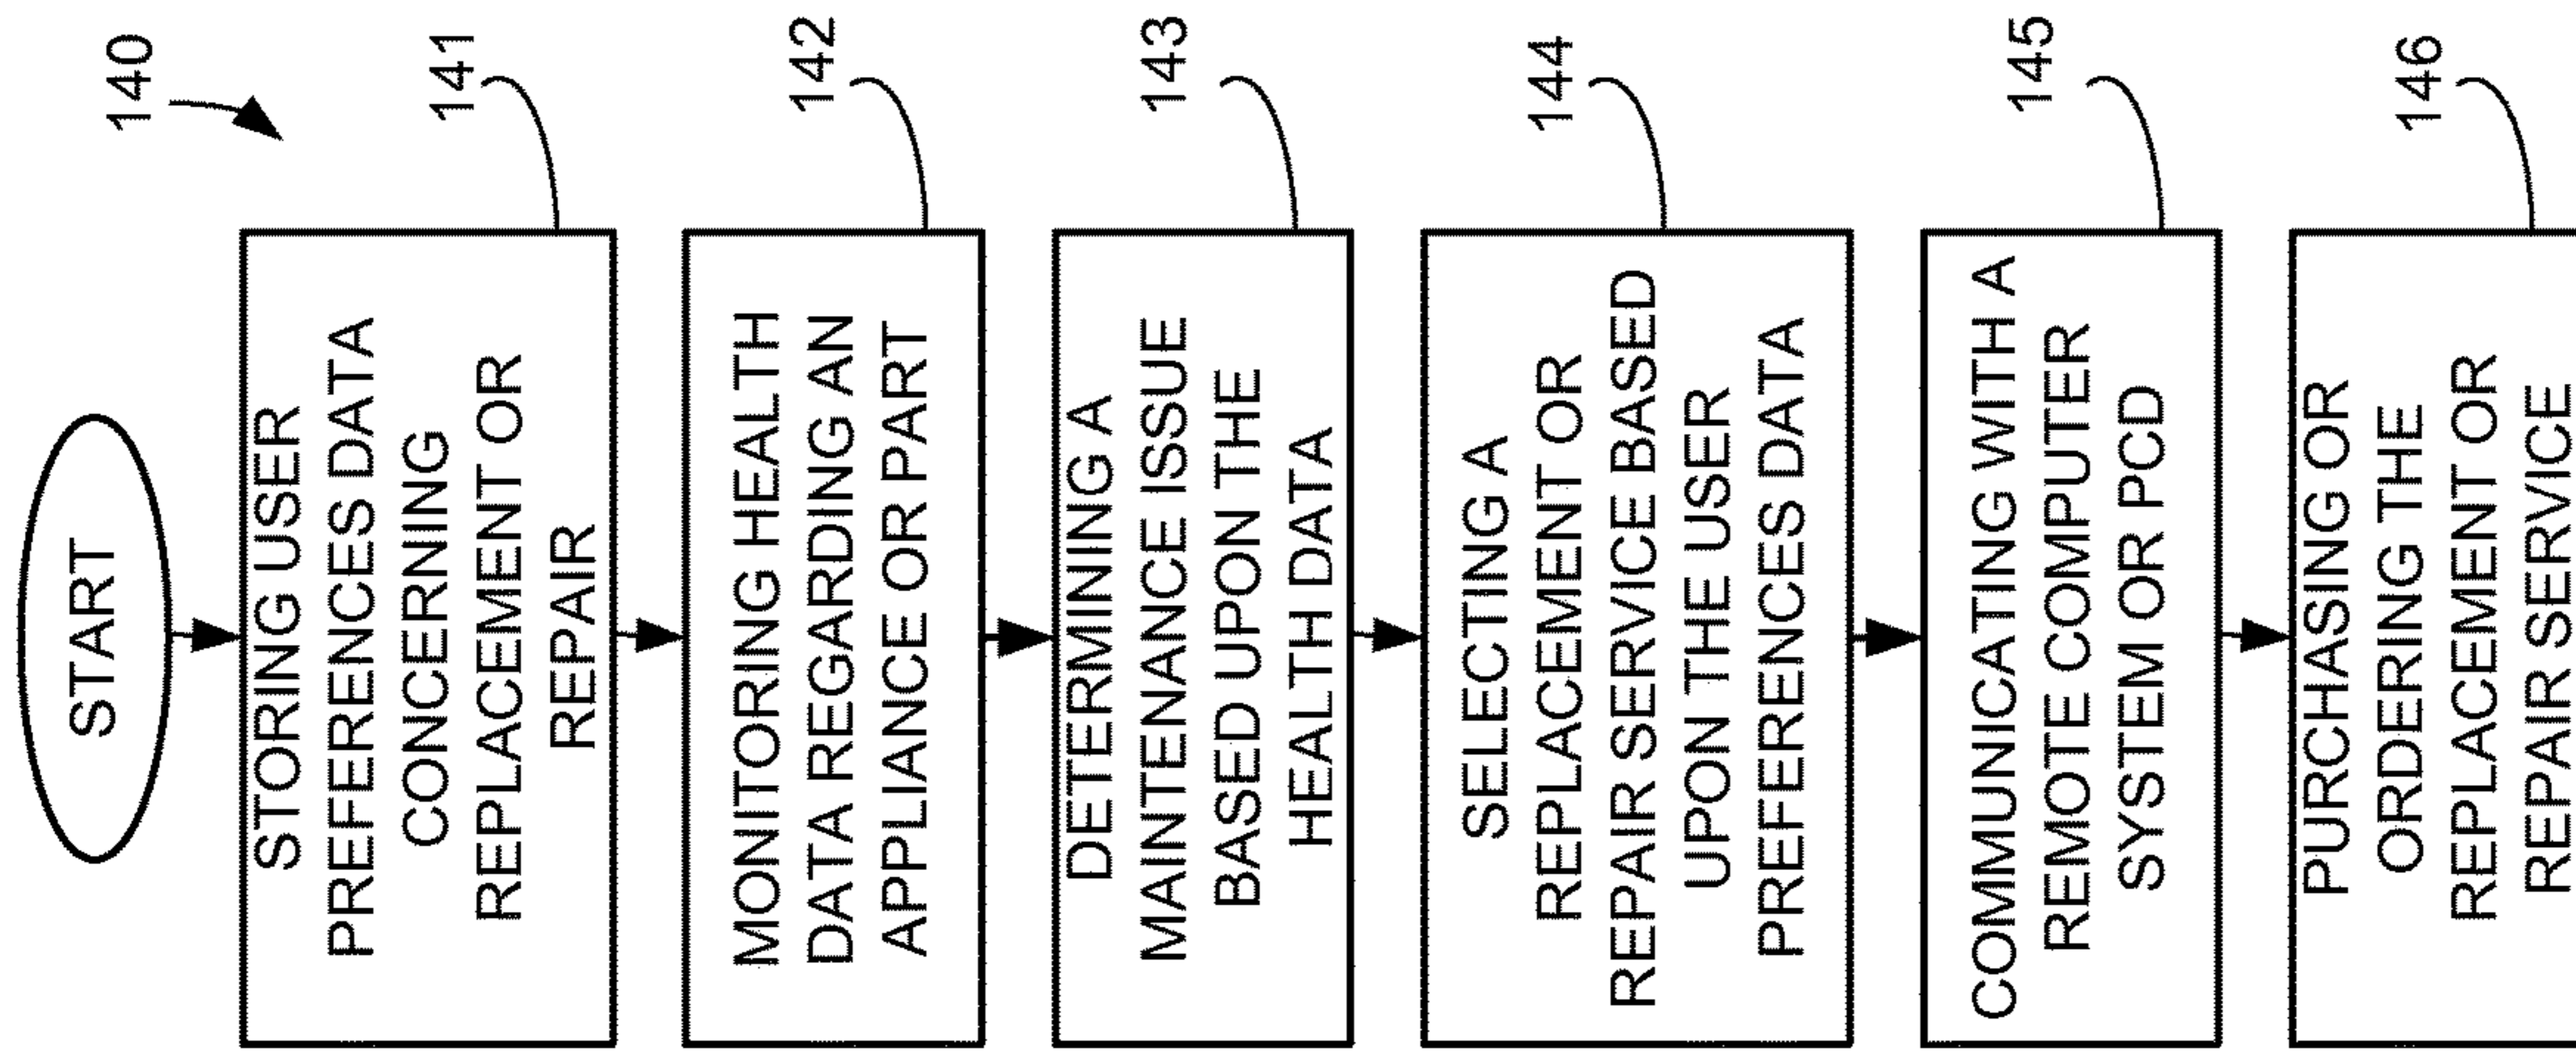 140
START
STORING USER
PREFERENCES DATA
CONCERNING
REPLACEMENT OR
REPAIR
141
MONITORING HEALTH
DATA REGARDING AN
APPLIANCE OR PART
142
DETERMINING A
MAINTENANCE ISSUE
BASED UPON THE
HEALTH DATA
143
SELECTING A
REPLACEMENT OR
REPAIR SERVICE BASED
UPON THE USER
PREFERENCES DATA
144
COMMUNICATING WITH A
REMOTE COMPUTER
SYSTEM OR PCD
145
PURCHASING OR
ORDERING THE
REPLACEMENT OR
REPAIR SERVICE
146